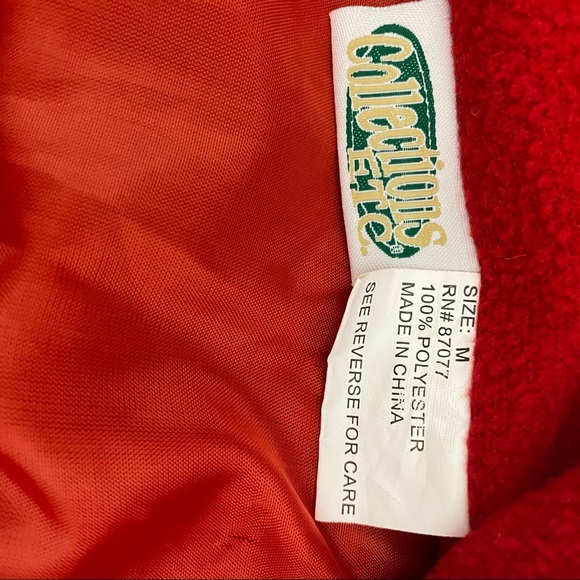 Collections
ETC.®
SIZE: M
RN# 87077
100% POLYESTER
MADE IN CHINA
SEE REVERSE FOR CARE